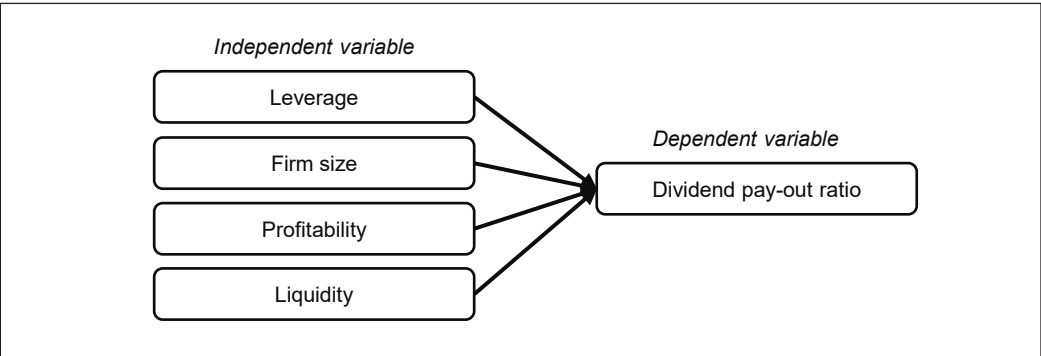 Independent variable
Leverage
Firm size
Profitability
Liquidity
Dependent variable
Dividend pay-out ratio